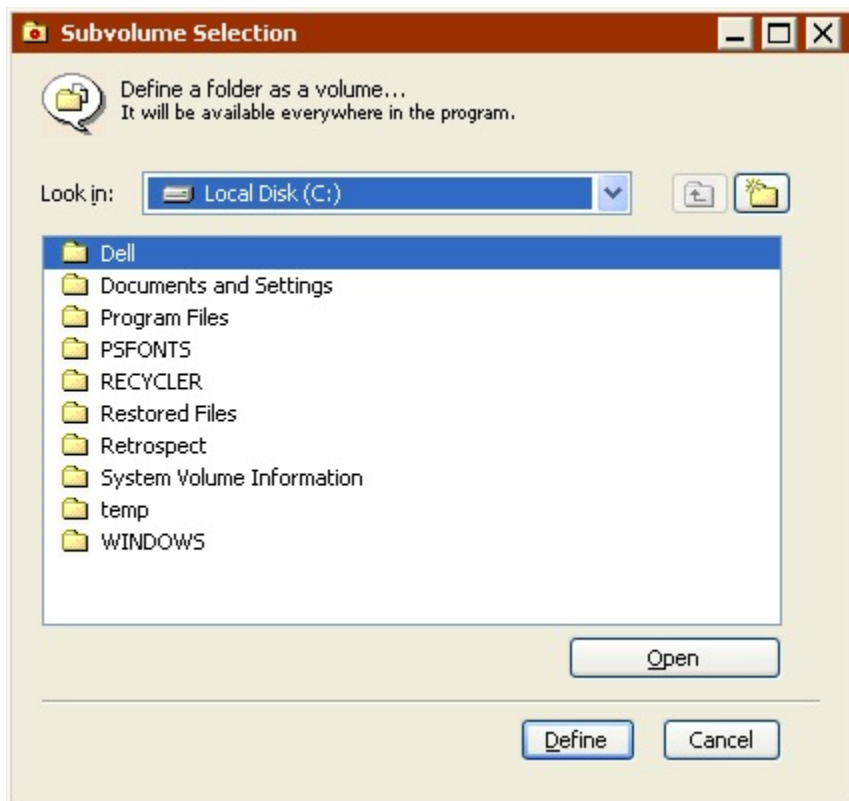 Subvolume Selection
Define a folder as a volume...
It will be available everywhere in the program.
Look in: Local Disk (C:)
Dell
Documents and Settings
Program Files
PSFONTS
RECYCLER
Restored Files
Retrospect
System Volume Information
temp
WINDOWS
Open
Define Cancel